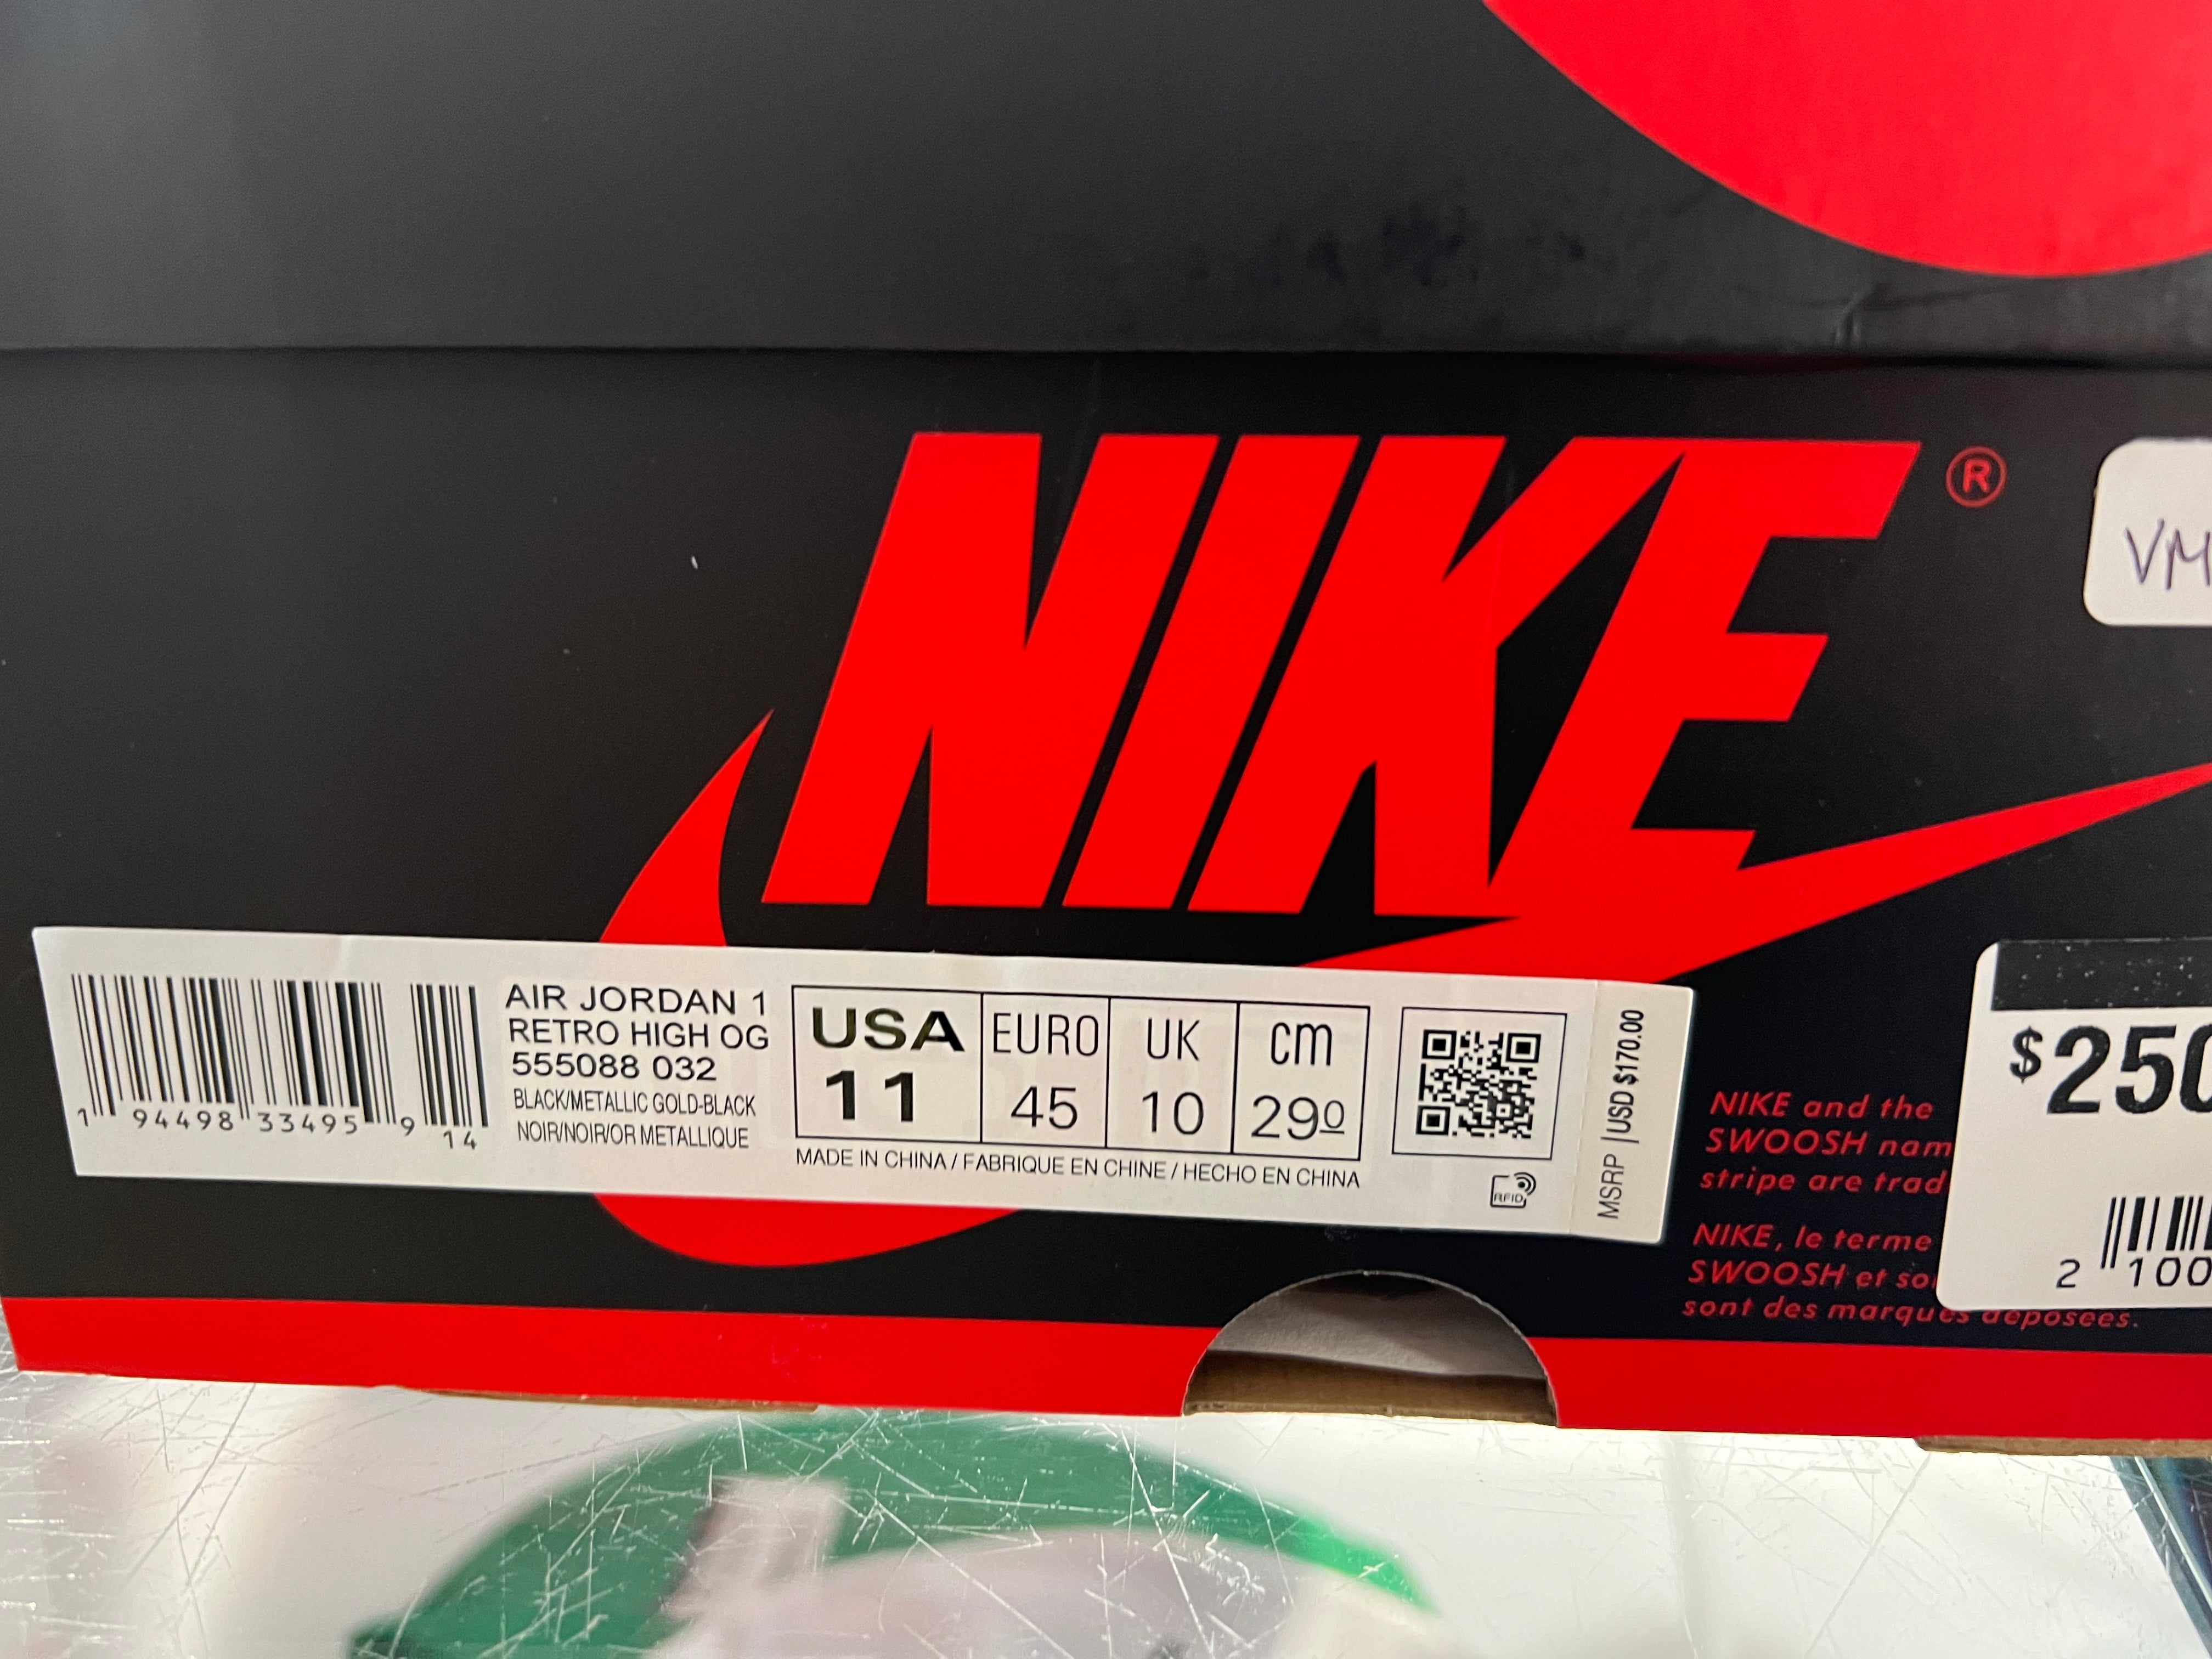 NIKE®
VM
AIR JORDAN 1
RETRO HIGH OG
555088 032
BLACK/METALLIC GOLD-BLACK
NOIR/NOIR/OR METALLIQUE
1 94498 33495 9 14
USA EURO UK cm
11 45 10 290
MADE IN CHINA / FABRIQUE EN CHINE / HECHO EN CHINA
RFID
MSRP | USD $170.00
NIKE and the
SWOOSH nam
stripe are trad
NIKE, le terme
SWOOSH et so
sont des marques déposées.
$250
2 100